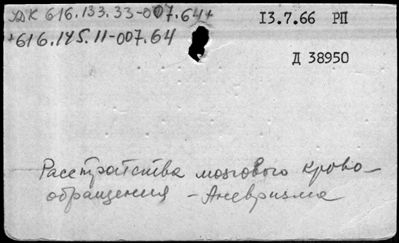 УДК 616.133.33-007.64+
+616.145.11-007.64
13.7.66 РП
Д 38950
Расстройства мозгового крово-
обращения - Аневризма